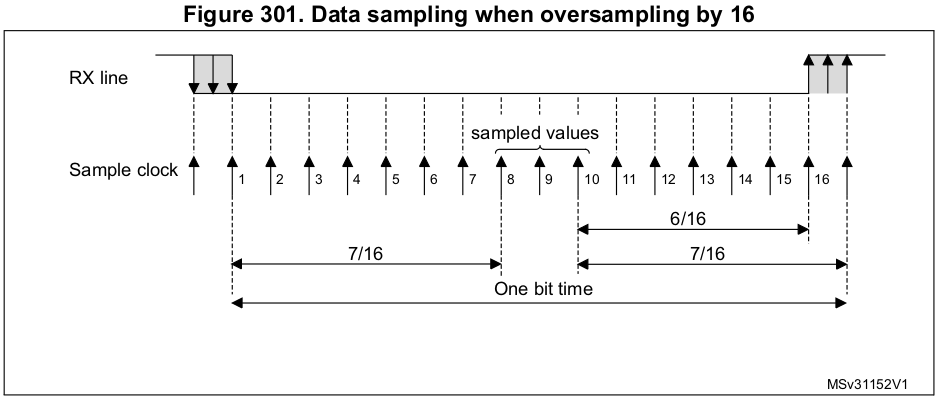 Figure 301. Data sampling when oversampling by 16
RX line
sampled values
Sample clock
1 2 3 4 5 6 7 8 9 10 11 12 13 14 15 16
6/16
7/16 7/16
One bit time
MSv31152V1